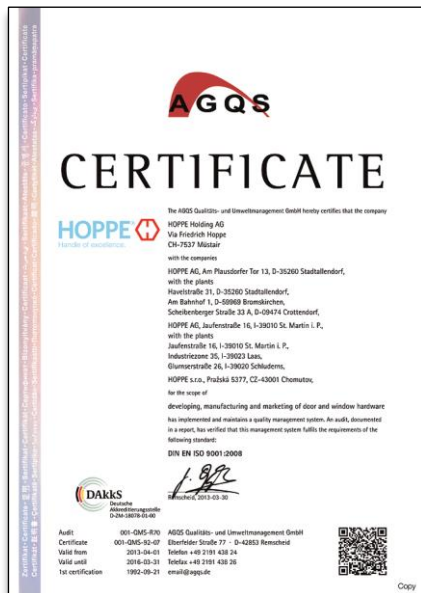 AGQS
CERTIFICATE
The AGQS Qualitäts- und Umweltmanagement GmbH hereby certifies that the company
HOPPE
Handle of excellence.
HOPPE Holding AG
Via Friedrich Hoppe
CH-7537 Müstair
with the companies
HOPPE AG, Am Plausdorfer Tor 13, D-35260 Stadtallendorf,
with the plants
Havelstraße 31, D-35260 Stadtallendorf,
Am Bahnhof 1, D-59969 Bromskirchen,
Scheibenberger Straße 33 A, D-09474 Crottendorf,
HOPPE AG, Jaufenstraße 16, I-39010 St. Martin i. P.,
with the plants
Jaufenstraße 16, I-39010 St. Martin i. P.,
Industriezone 35, I-39023 Laas,
Glurnserstraße 26, I-39020 Schluderns,
HOPPE s.r.o., Pražská 5377, CZ-43001 Chomutov,
for the scope of
developing, manufacturing and marketing of door and window hardware
has implemented and maintains a quality management system. An audit, documented
in a report, has verified that this management system fulfills the requirements of the
following standard:
DIN EN ISO 9001:2008
Remscheid, 2013-03-30
DAkkS
Deutsche
Akkreditierungsstelle
D-ZM-18078-01-00
Audit 001-QMS-R70 AGQS Qualitäts- und Umweltmanagement GmbH
Certificate 001-QMS-92-07 Elberfelder Straße 77 · D-42853 Remscheid
Valid from 2013-04-01 Telefon +49 2191 438 24
Valid until 2016-03-31 Telefax +49 2191 438 26
1st certification 1992-09-21 email@agqs.de
Copy